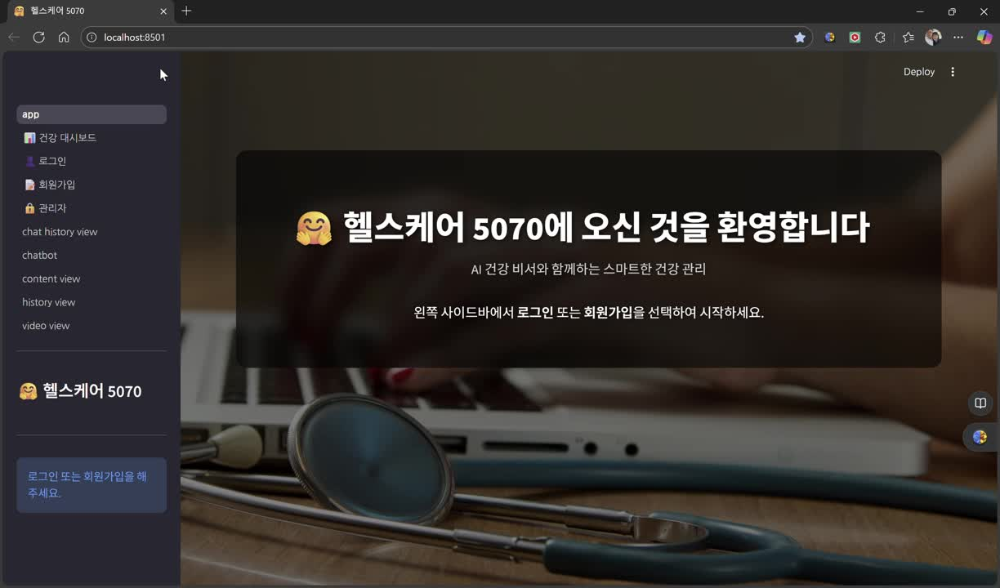 헬스케어 5070
localhost:8501
Deploy
app
건강 대시보드
로그인
회원가입
관리자
chat history view
chatbot
content view
history view
video view
헬스케어 5070
로그인 또는 회원가입을 해
주세요.
헬스케어 5070에 오신 것을 환영합니다
AI 건강 비서와 함께하는 스마트한 건강 관리
왼쪽 사이드바에서 로그인 또는 회원가입을 선택하여 시작하세요.